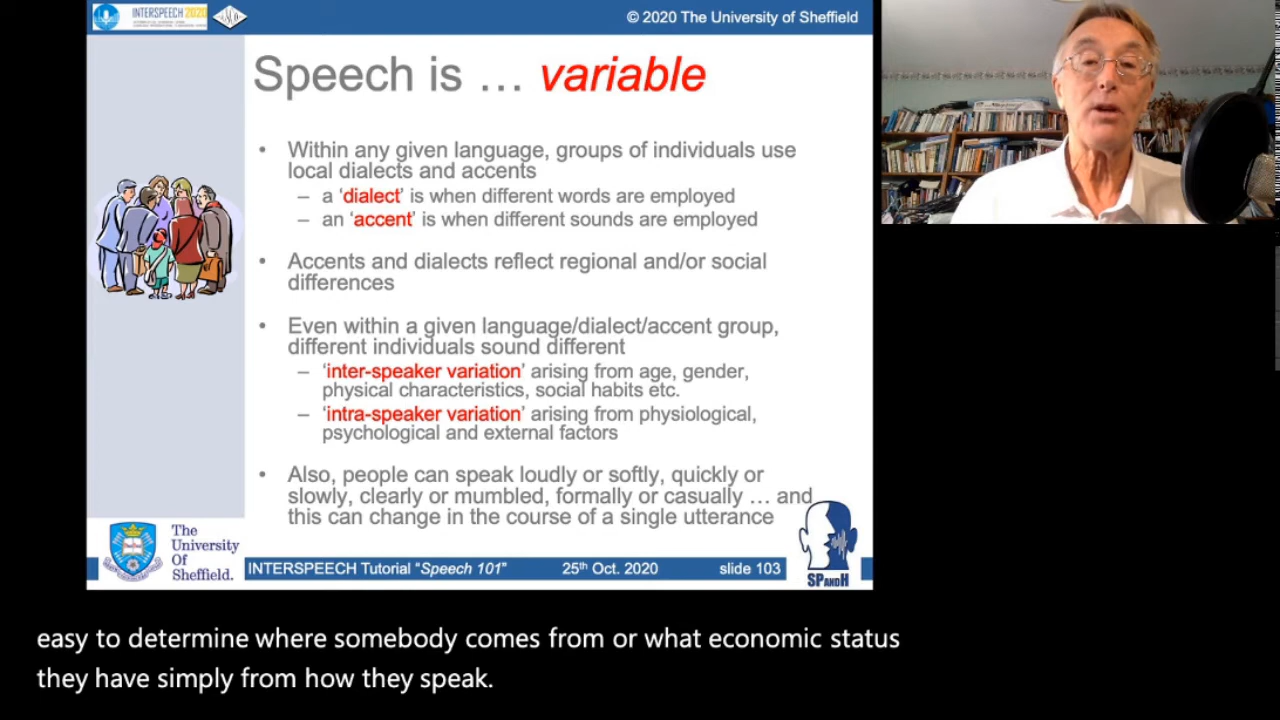 INTERSPEECH 2020
© 2020 The University of Sheffield
Speech is … variable
• Within any given language, groups of individuals use
local dialects and accents
– a ‘dialect’ is when different words are employed
– an ‘accent’ is when different sounds are employed
• Accents and dialects reflect regional and/or social
differences
• Even within a given language/dialect/accent group,
different individuals sound different
– ‘inter-speaker variation’ arising from age, gender,
physical characteristics, social habits etc.
– ‘intra-speaker variation’ arising from physiological,
psychological and external factors
• Also, people can speak loudly or softly, quickly or
slowly, clearly or mumbled, formally or casually … and
this can change in the course of a single utterance
The
University
Of
Sheffield.
INTERSPEECH Tutorial “Speech 101” 25th Oct. 2020 slide 103
SPANDH
easy to determine where somebody comes from or what economic status
they have simply from how they speak.